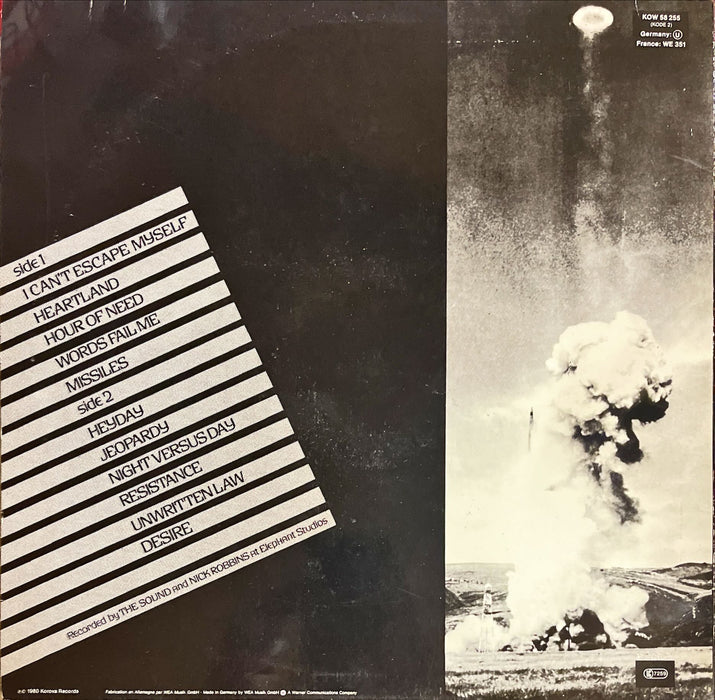 KOW 58 255
(KODE 2)
Germany: U
France: WE 351
side 1
I CAN'T ESCAPE MYSELF
HEARTLAND
HOUR OF NEED
WORDS FAIL ME
MISSILES
side 2
HEYDAY
JEOPARDY
NIGHT VERSUS DAY
RESISTANCE
UNWRITTEN LAW
DESIRE
Recorded by THE SOUND and NICK ROBBINS At Elephant Studios
℗© 1980 Korova Records
Fabrication en Allemagne par WEA Musik GmbH · Made in Germany by WEA Musik GmbH A Warner Communications Company
LC 7259